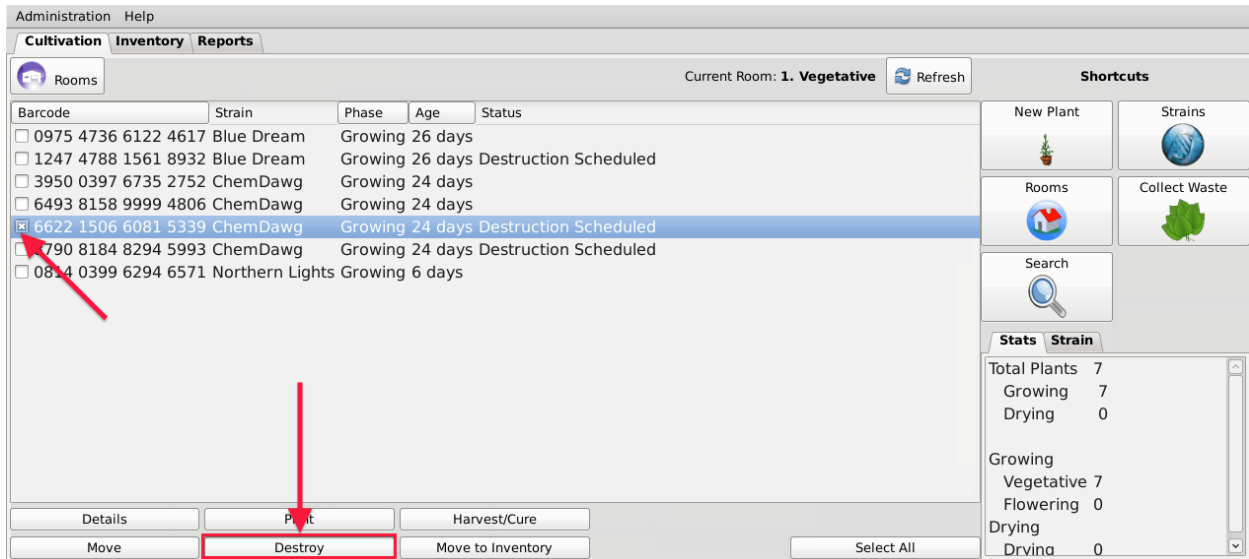 Administration Help
Cultivation Inventory Reports
Rooms
Current Room: 1. Vegetative
Refresh
Shortcuts
Barcode Strain Phase Age Status
0975 4736 6122 4617 Blue Dream Growing 26 days
1247 4788 1561 8932 Blue Dream Growing 26 days Destruction Scheduled
3950 0397 6735 2752 ChemDawg Growing 24 days
6493 8158 9999 4806 ChemDawg Growing 24 days
6622 1506 6081 5339 ChemDawg Growing 24 days Destruction Scheduled
8184 8294 5993 ChemDawg Growing 24 days Destruction Scheduled
0399 6294 6571 Northern Lights Growing 6 days
New Plant
Strains
Rooms
Collect Waste
Search
Stats Strain
Total Plants 7
Growing 7
Drying 0
Growing
Vegetative 7
Flowering 0
Drying
Drying 0
Details
Harvest/Cure
Move
Destroy
Move to Inventory
Select All